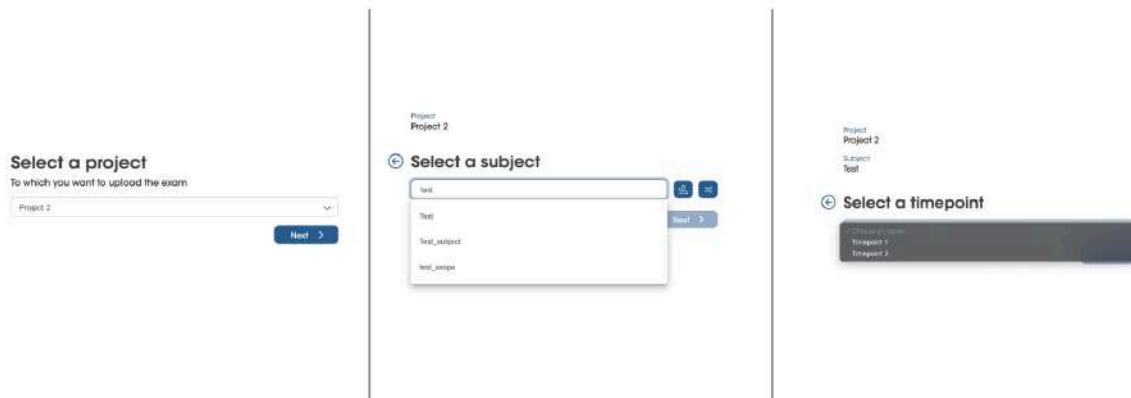 Select a project
To which you want to upload the exam
Project 2
Next
Project
Project 2
Select a subject
test
Test
Test_subject
Next
Project
Project 2
Subject
Test
Select a timepoint
Timepoint 1
Timepoint 2